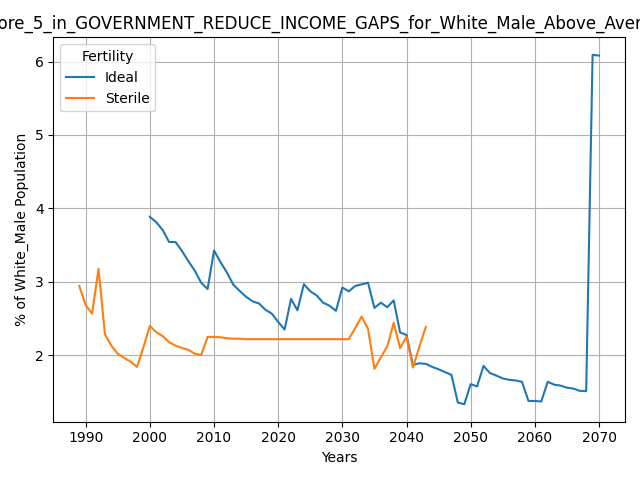 ore_5_in_GOVERNMENT_REDUCE_INCOME_GAPS_for_White_Male_Above_Aver
Fertility
Ideal
Sterile
% of White_Male Population
6
5
4
3
2
1990 2000 2010 2020 2030 2040 2050 2060 2070
Years